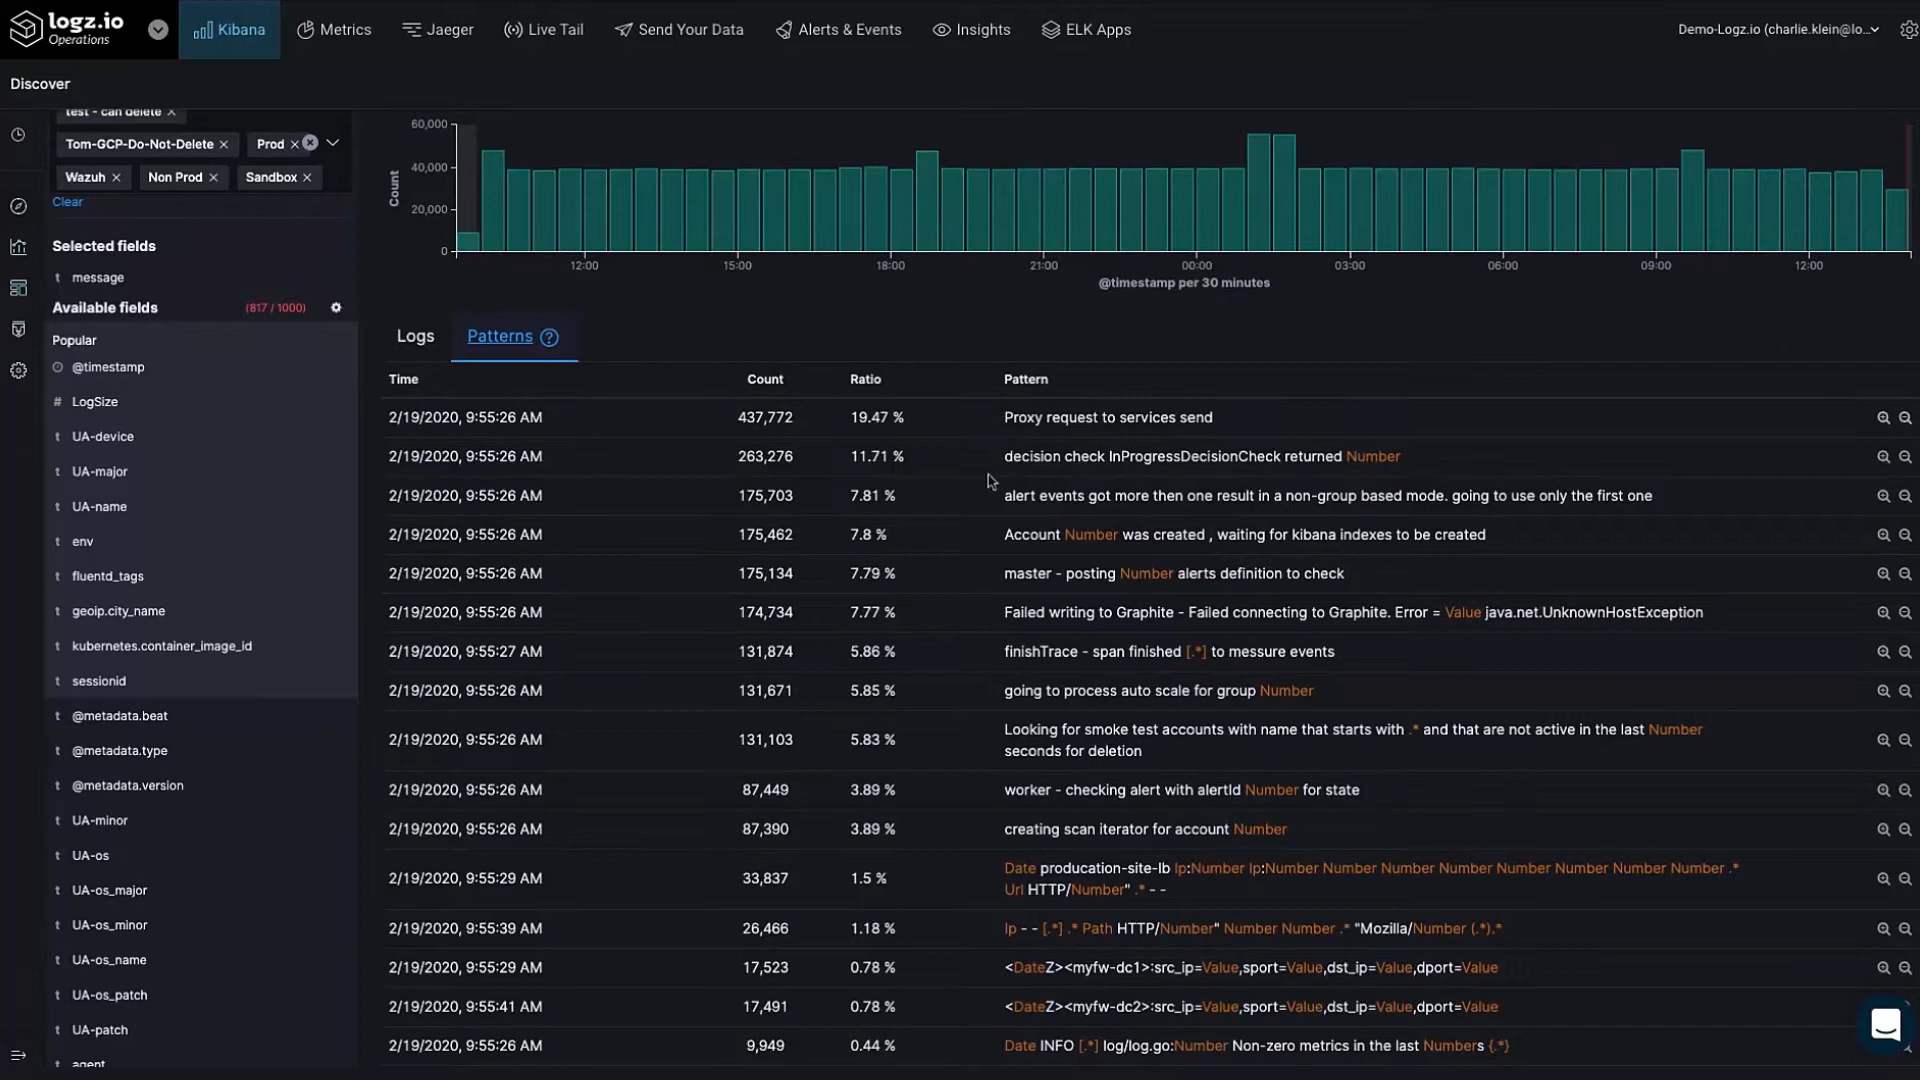 logz.io
Operations
Kibana
Metrics
Jaeger
Live Tail
Send Your Data
Alerts & Events
Insights
ELK Apps
Demo-Logz.io (charlie.klein@lo...
Discover
test - can delete ×
Tom-GCP-Do-Not-Delete ×
Prod ×
Wazuh ×
Non Prod ×
Sandbox ×
Clear
Selected fields
t message
Available fields (817 / 1000)
Popular
@timestamp
# LogSize
t UA-device
t UA-major
t UA-name
t env
t fluentd_tags
t geoip.city_name
t kubernetes.container_image_id
t sessionid
t @metadata.beat
t @metadata.type
t @metadata.version
t UA-minor
t UA-os
t UA-os_major
t UA-os_minor
t UA-os_name
t UA-os_patch
t UA-patch
t agent
Count
60,000
40,000
20,000
0
12:00 15:00 18:00 21:00 00:00 03:00 06:00 09:00 12:00
@timestamp per 30 minutes
Logs Patterns ?
Time Count Ratio Pattern
2/19/2020, 9:55:26 AM 437,772 19.47 % Proxy request to services send
2/19/2020, 9:55:26 AM 263,276 11.71 % decision check InProgressDecisionCheck returned Number
2/19/2020, 9:55:26 AM 175,703 7.81 % alert events got more then one result in a non-group based mode. going to use only the first one
2/19/2020, 9:55:26 AM 175,462 7.8 % Account Number was created , waiting for kibana indexes to be created
2/19/2020, 9:55:26 AM 175,134 7.79 % master - posting Number alerts definition to check
2/19/2020, 9:55:26 AM 174,734 7.77 % Failed writing to Graphite - Failed connecting to Graphite. Error = Value java.net.UnknownHostException
2/19/2020, 9:55:27 AM 131,874 5.86 % finishTrace - span finished [.*] to messure events
2/19/2020, 9:55:26 AM 131,671 5.85 % going to process auto scale for group Number
2/19/2020, 9:55:26 AM 131,103 5.83 % Looking for smoke test accounts with name that starts with .* and that are not active in the last Number
seconds for deletion
2/19/2020, 9:55:26 AM 87,449 3.89 % worker - checking alert with alertId Number for state
2/19/2020, 9:55:26 AM 87,390 3.89 % creating scan iterator for account Number
2/19/2020, 9:55:29 AM 33,837 1.5 % Date producation-site-lb Ip:Number Ip:Number Number Number Number Number Number Number Number .*
Url HTTP/Number" .* - -
2/19/2020, 9:55:39 AM 26,466 1.18 % Ip - - [.*] .* Path HTTP/Number" Number Number .* "Mozilla/Number (.*).*
2/19/2020, 9:55:29 AM 17,523 0.78 % <DateZ><myfw-dc1>:src_ip=Value,sport=Value,dst_ip=Value,dport=Value
2/19/2020, 9:55:41 AM 17,491 0.78 % <DateZ><myfw-dc2>:src_ip=Value,sport=Value,dst_ip=Value,dport=Value
2/19/2020, 9:55:26 AM 9,949 0.44 % Date INFO [.*] log/log.go:Number Non-zero metrics in the last Numbers {.*}